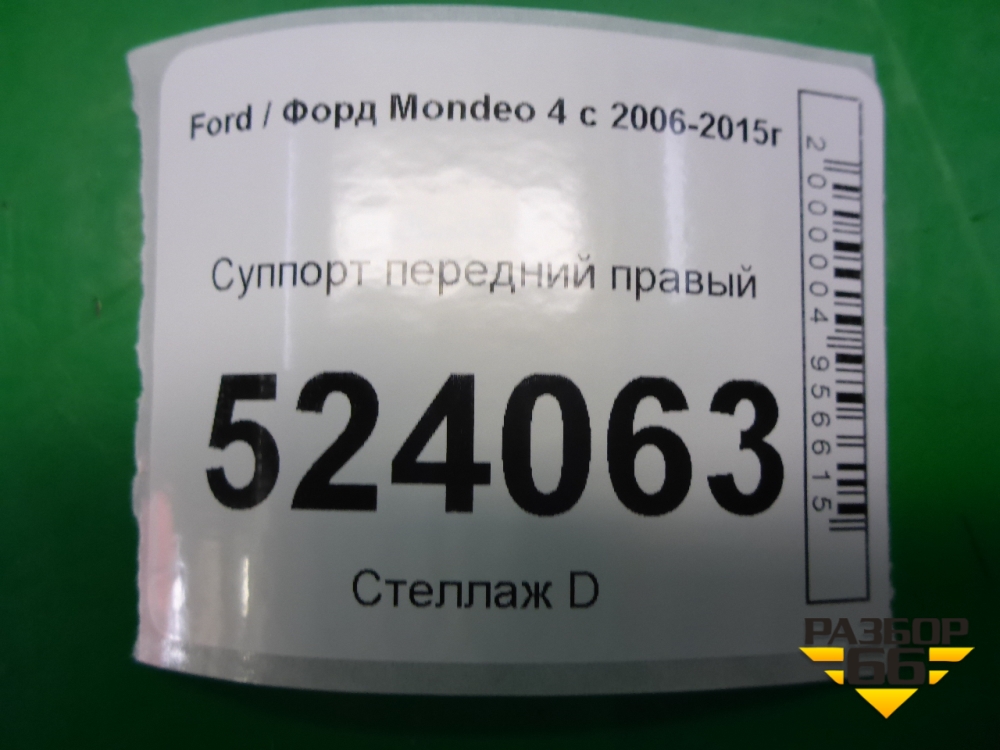 Ford / Форд Mondeo 4 с 2006-2015г
Суппорт передний правый
524063
Стеллаж D
2000004956615
РАЗБОР
66